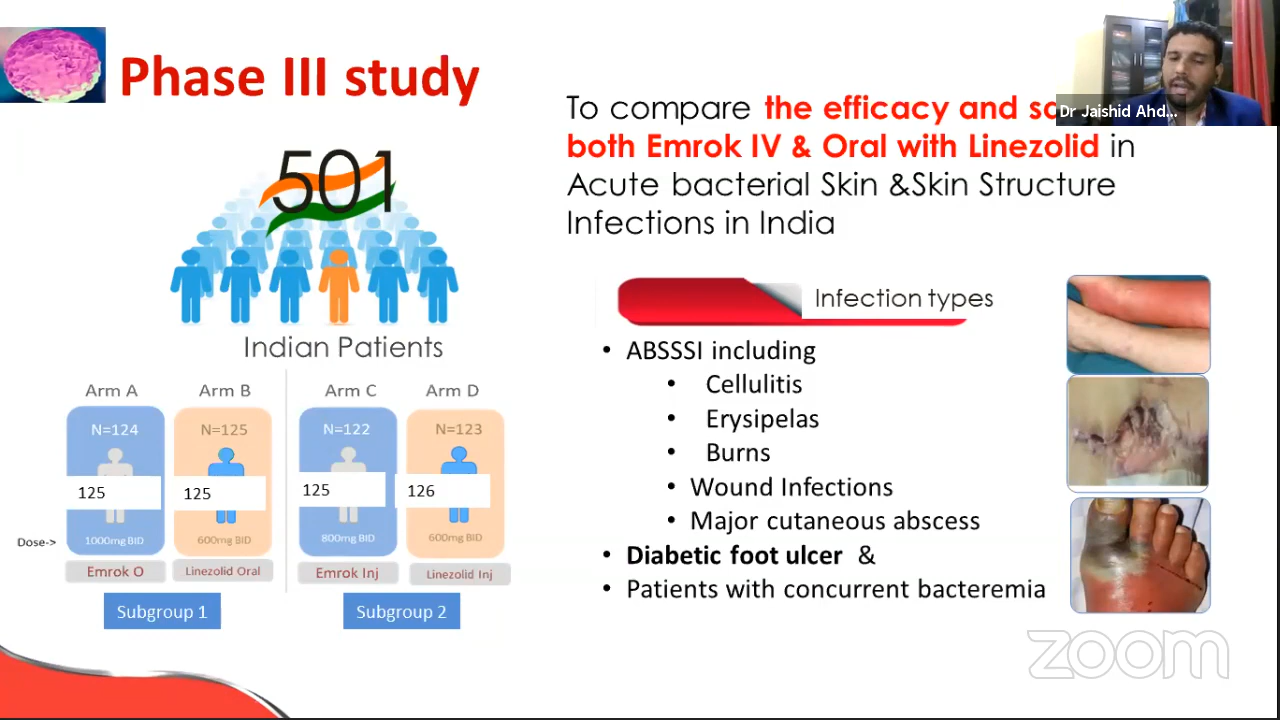 Phase III study
Dr Jaishid Ahd...
To compare the efficacy and
both Emrok IV & Oral with Linezolid in
Acute bacterial Skin &Skin Structure
Infections in India
501
Indian Patients
Arm A
Arm B
Arm C
Arm D
N=124
N=125
N=122
N=123
125
125
125
126
Dose->
1000mg BID
600mg BID
800mg BID
600mg BID
Emrok O
Linezolid Oral
Emrok Inj
Linezolid Inj
Subgroup 1
Subgroup 2
Infection types
• ABSSSI including
• Cellulitis
• Erysipelas
• Burns
• Wound Infections
• Major cutaneous abscess
• Diabetic foot ulcer &
• Patients with concurrent bacteremia
zoom